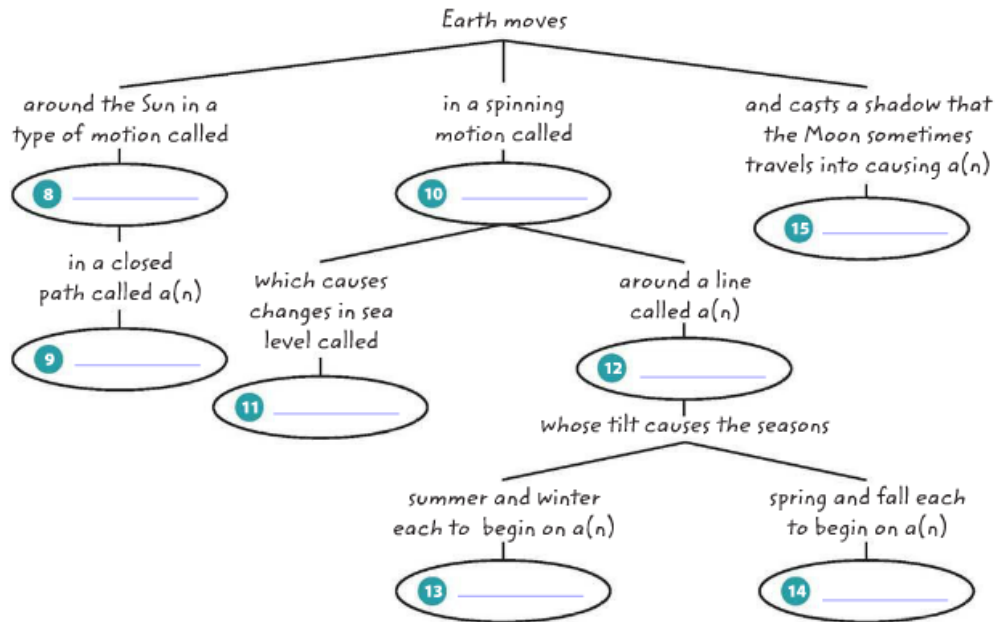 Earth moves
around the Sun in a
type of motion called
8
in a closed
path called a(n)
9
in a spinning
motion called
10
which causes
changes in sea
level called
11
around a line
called a(n)
12
whose tilt causes the seasons
summer and winter
each to begin on a(n)
13
spring and fall each
to begin on a(n)
14
and casts a shadow that
the Moon sometimes
travels into causing a(n)
15